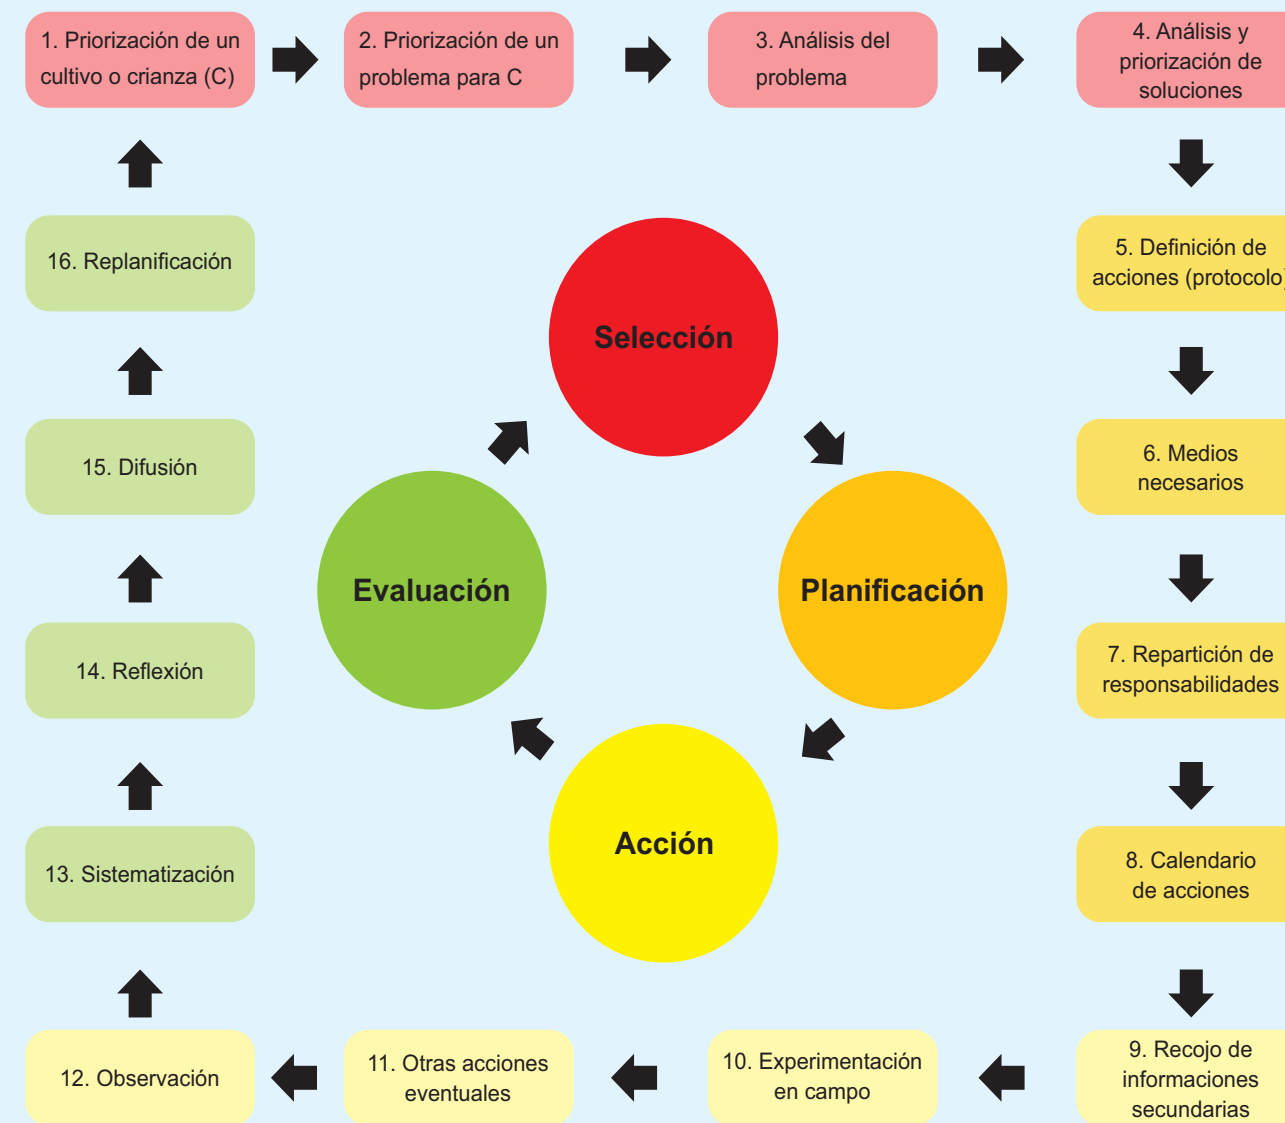 1. Priorización de un
cultivo o crianza (C)
2. Priorización de un
problema para C
3. Análisis del
problema
4. Análisis y
priorización de
soluciones
5. Definición de
acciones (protocolo)
6. Medios
necesarios
7. Repartición de
responsabilidades
8. Calendario
de acciones
9. Recojo de
informaciones
secundarias
10. Experimentación
en campo
11. Otras acciones
eventuales
12. Observación
13. Sistematización
14. Reflexión
15. Difusión
16. Replanificación
Selección
Planificación
Acción
Evaluación